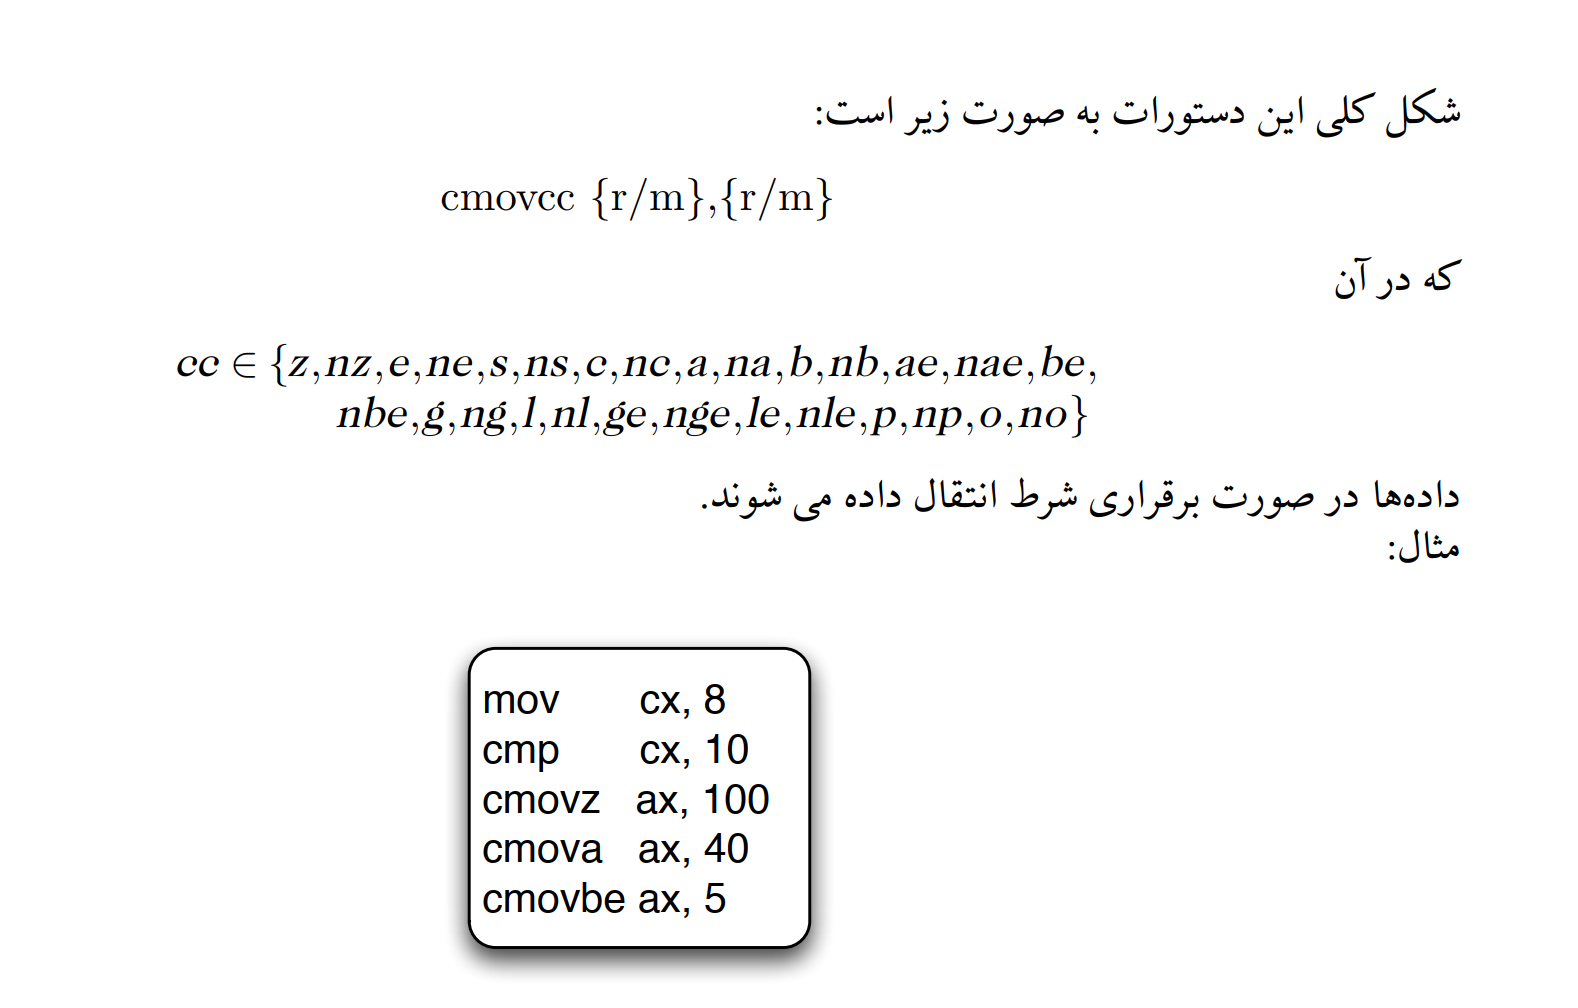 شکل کلی این دستورات به صورت زیر است:
cmovcc {r/m},{r/m}
که در آن
cc ∈ {z,nz,e,ne,s,ns,c,nc,a,na,b,nb,ae,nae,be,
nbe,g,ng,l,nl,ge,nge,le,nle,p,np,o,no}
داده‌ها در صورت برقراری شرط انتقال داده می شوند.
مثال:
mov cx, 8
cmp cx, 10
cmovz ax, 100
cmova ax, 40
cmovbe ax, 5